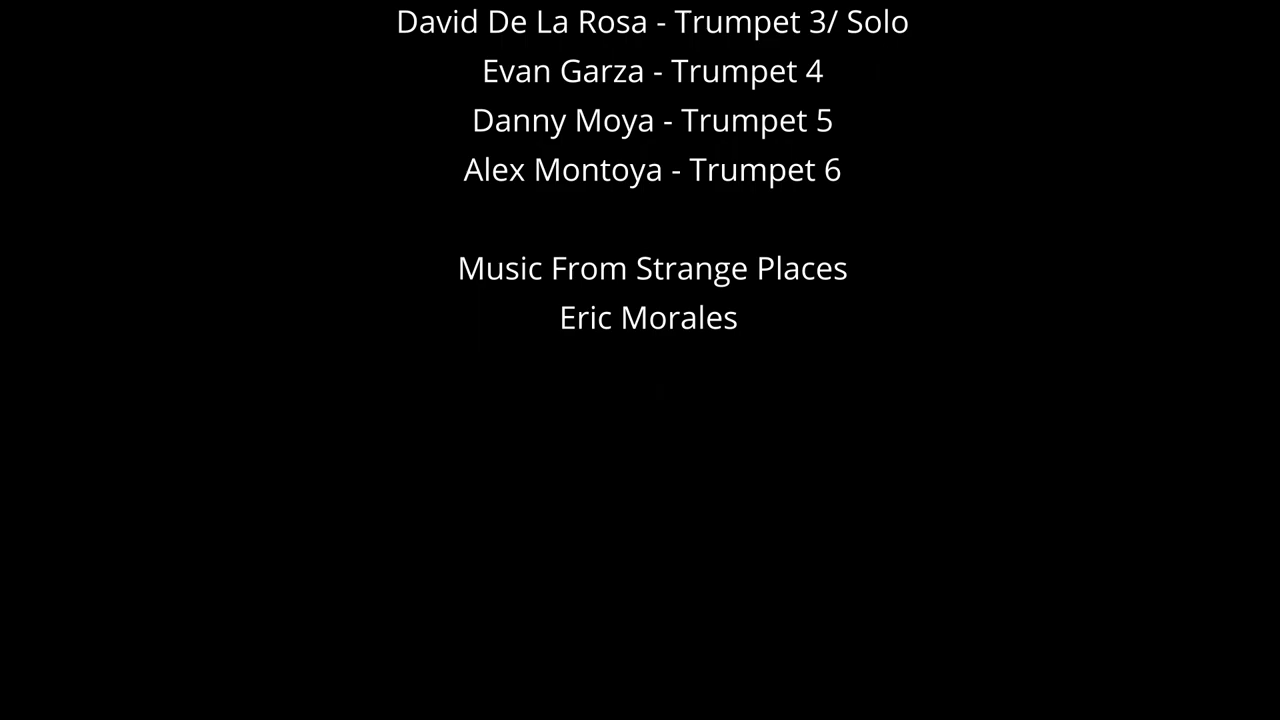 David De La Rosa - Trumpet 3/ Solo
Evan Garza - Trumpet 4
Danny Moya - Trumpet 5
Alex Montoya - Trumpet 6
Music From Strange Places
Eric Morales